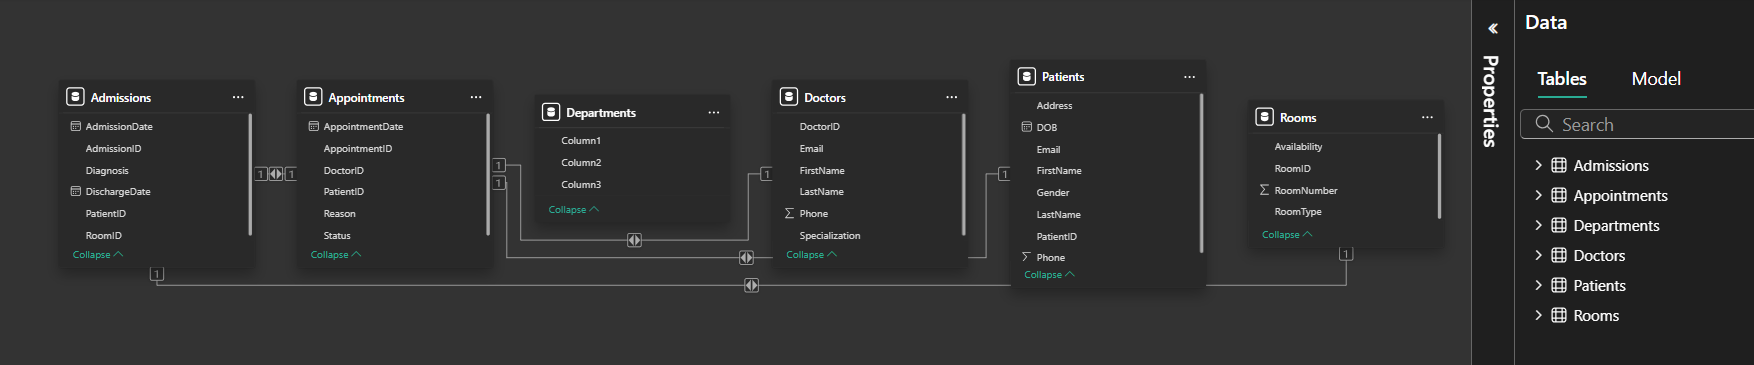 Admissions
AdmissionDate
AdmissionID
Diagnosis
DischargeDate
PatientID
RoomID
Collapse
1
1
1
Appointments
AppointmentDate
AppointmentID
DoctorID
PatientID
Reason
Status
Collapse
1
1
Departments
Column1
Column2
Column3
Collapse
1
Doctors
DoctorID
Email
FirstName
LastName
Phone
Specialization
Collapse
1
Patients
Address
DOB
Email
FirstName
Gender
LastName
PatientID
Phone
Collapse
Rooms
Availability
RoomID
RoomNumber
RoomType
Collapse
1
Properties
Data
Tables Model
Search
Admissions
Appointments
Departments
Doctors
Patients
Rooms